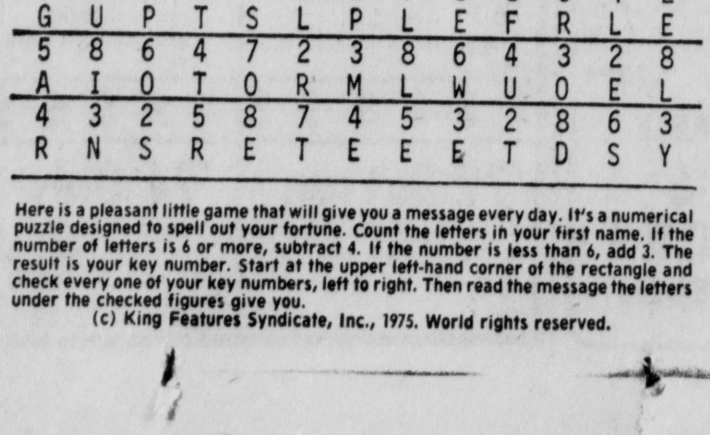 G U P T S L P L E F R L E
5 8 6 4 7 2 3 8 6 4 3 2 8
A I O T O R M L W U O E L
4 3 2 5 8 7 4 5 3 2 8 6 3
R N S R E T E E E T D S Y
Here is a pleasant little game that will give you a message every day. It's a numerical
puzzle designed to spell out your fortune. Count the letters in your first name. If the
number of letters is 6 or more, subtract 4. If the number is less than 6, add 3. The
result is your key number. Start at the upper left-hand corner of the rectangle and
check every one of your key numbers, left to right. Then read the message the letters
under the checked figures give you.
(c) King Features Syndicate, Inc., 1975. World rights reserved.